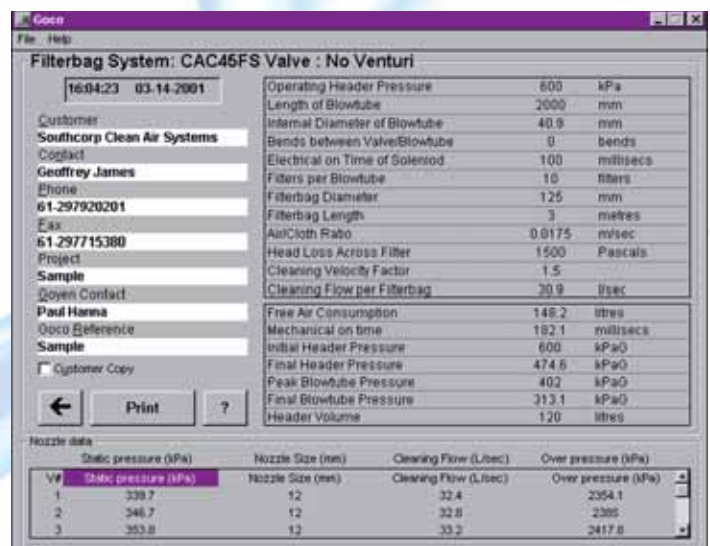 Goco
File Help
Filterbag System: CAC45FS Valve : No Venturi
16:04:23 03-14-2001
Customer
Southcorp Clean Air Systems
Contact
Geoffrey James
Phone
61-297920201
Fax
61-297715380
Project
Sample
Goyen Contact
Paul Hanna
Goco Reference
Sample
Customer Copy
Print ?
Operating Header Pressure 600 kPa
Length of Blowtube 2000 mm
Internal Diameter of Blowtube 40.9 mm
Bends between Valve/Blowtube 0 bends
Electrical on Time of Solenoid 100 millisecs
Filters per Blowtube 10 filters
Filterbag Diameter 125 mm
Filterbag Length 3 metres
Air/Cloth Ratio 0.0175 m/sec
Head Loss Across Filter 1500 Pascals
Cleaning Velocity Factor 1.5
Cleaning Flow per Filterbag 30.9 l/sec
Free Air Consumption 148.2 litres
Mechanical on time 182.1 millisecs
Initial Header Pressure 600 kPaG
Final Header Pressure 474.6 kPaG
Peak Blowtube Pressure 402 kPaG
Final Blowtube Pressure 313.1 kPaG
Header Volume 120 litres
Nozzle data
Static pressure (kPa) Nozzle Size (mm) Cleaning Flow (L/sec) Over pressure (kPa)
V# Static pressure (kPa) Nozzle Size (mm) Cleaning Flow (L/sec) Over pressure (kPa)
1 339.7 12 32.4 2354.1
2 346.7 12 32.8 2385
3 353.8 12 33.2 2417.8